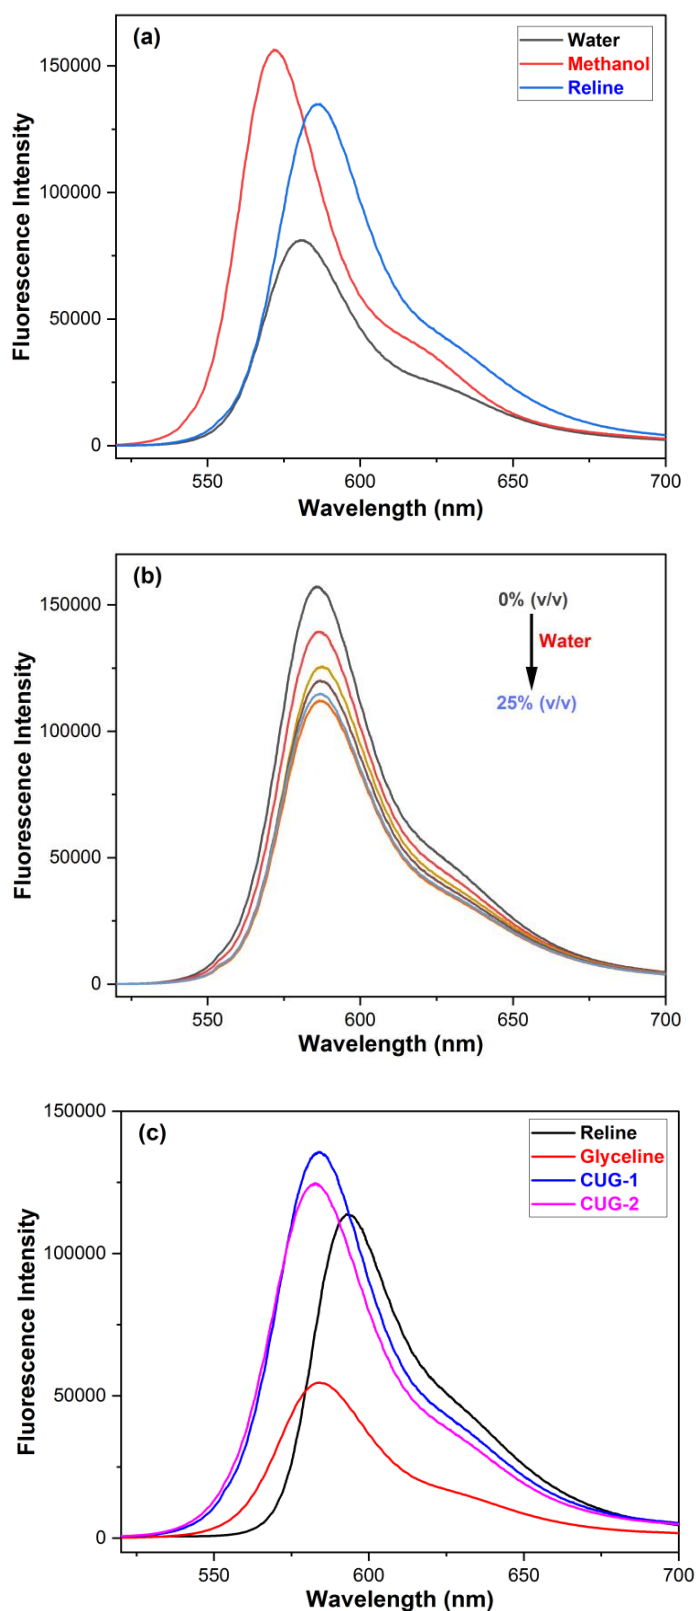 (a)
Water
Methanol
Reline
150000
100000
50000
0
Fluorescence Intensity
550
600
650
700
Wavelength (nm)
(b)
0% (v/v)
Water
25% (v/v)
150000
100000
50000
0
Fluorescence Intensity
550
600
650
700
Wavelength (nm)
(c)
Reline
Glyceline
CUG-1
CUG-2
150000
100000
50000
0
Fluorescence Intensity
550
600
650
700
Wavelength (nm)